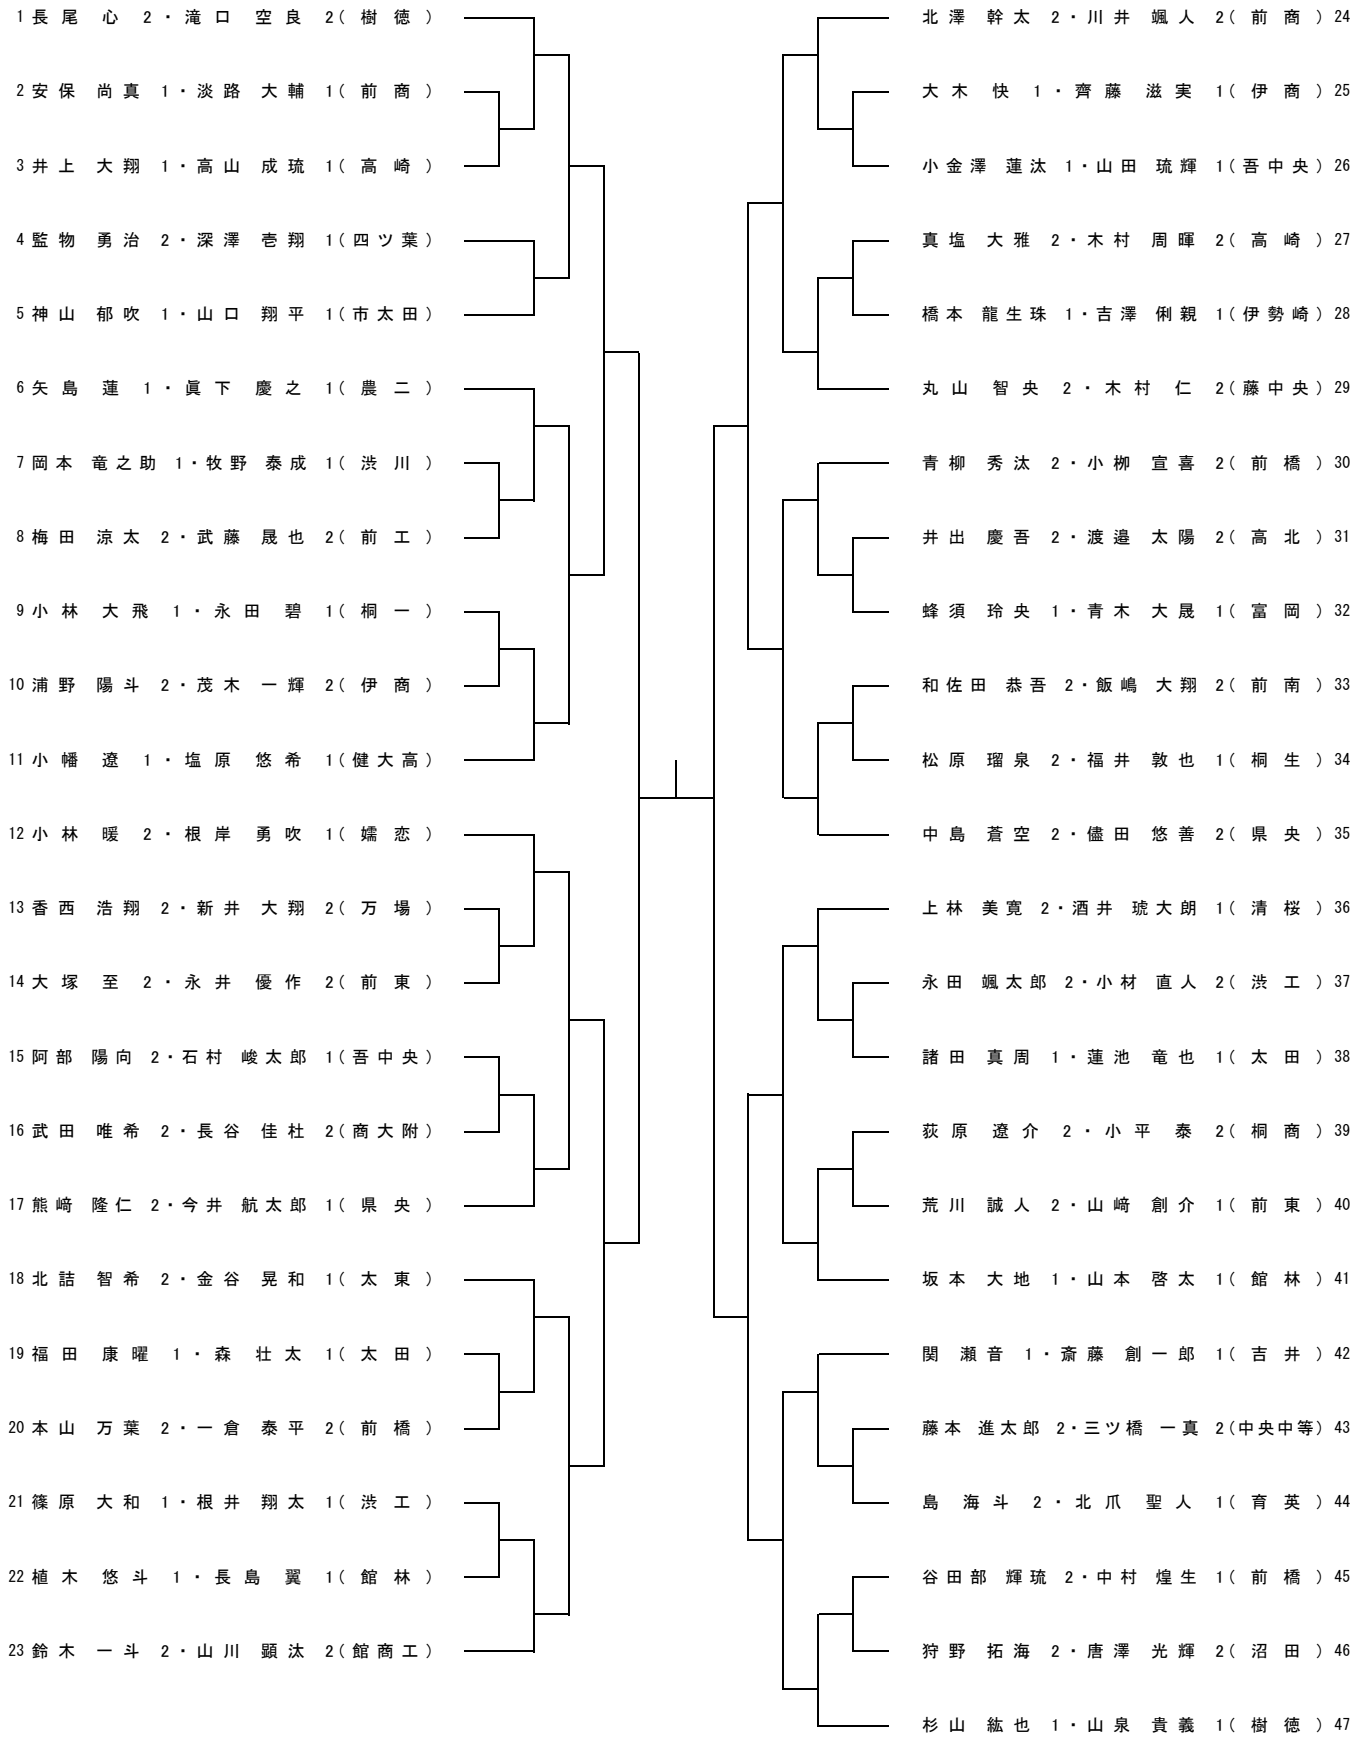 1 長尾 心 2・滝口 空良 2(樹徳)
2 安保 尚真 1・淡路 大輔 1(前商)
3 井上 大翔 1・高山 成琉 1(高崎)
4 監物 勇治 2・深澤 壱翔 1(四ツ葉)
5 神山 郁吹 1・山口 翔平 1(市太田)
6 矢島 蓮 1・眞下 慶之 1(農二)
7 岡本 竜之助 1・牧野 泰成 1(渋川)
8 梅田 涼太 2・武藤 晟也 2(前工)
9 小林 大飛 1・永田 碧 1(桐一)
10 浦野 陽斗 2・茂木 一輝 2(伊商)
11 小幡 遼 1・塩原 悠希 1(健大高)
12 小林 暖 2・根岸 勇吹 1(嬬恋)
13 香西 浩翔 2・新井 大翔 2(万場)
14 大塚 至 2・永井 優作 2(前東)
15 阿部 陽向 2・石村 峻太郎 1(吾中央)
16 武田 唯希 2・長谷 佳杜 2(商大附)
17 熊﨑 隆仁 2・今井 航太郎 1(県央)
18 北詰 智希 2・金谷 晃和 1(太東)
19 福田 康曜 1・森 壮太 1(太田)
20 本山 万葉 2・一倉 泰平 2(前橋)
21 篠原 大和 1・根井 翔太 1(渋工)
22 植木 悠斗 1・長島 翼 1(館林)
23 鈴木 一斗 2・山川 顕汰 2(館商工)
北澤 幹太 2・川井 颯人 2(前商) 24
大木 快 1・齊藤 滋実 1(伊商) 25
小金澤 蓮汰 1・山田 琉輝 1(吾中央) 26
真塩 大雅 2・木村 周暉 2(高崎) 27
橋本 龍生珠 1・吉澤 俐親 1(伊勢崎) 28
丸山 智央 2・木村 仁 2(藤中央) 29
青柳 秀汰 2・小栁 宣喜 2(前橋) 30
井出 慶吾 2・渡邉 太陽 2(高北) 31
蜂須 玲央 1・青木 大晟 1(富岡) 32
和佐田 恭吾 2・飯嶋 大翔 2(前南) 33
松原 瑠泉 2・福井 敦也 1(桐生) 34
中島 蒼空 2・儘田 悠善 2(県央) 35
上林 美寛 2・酒井 琥大朗 1(清桜) 36
永田 颯太郎 2・小材 直人 2(渋工) 37
諸田 真周 1・蓮池 竜也 1(太田) 38
荻原 遼介 2・小平 泰 2(桐商) 39
荒川 誠人 2・山﨑 創介 1(前東) 40
坂本 大地 1・山本 啓太 1(館林) 41
関 瀬音 1・斎藤 創一郎 1(吉井) 42
藤本 進太郎 2・三ツ橋 一真 2(中央中等) 43
島 海斗 2・北爪 聖人 1(育英) 44
谷田部 輝琉 2・中村 煌生 1(前橋) 45
狩野 拓海 2・唐澤 光輝 2(沼田) 46
杉山 紘也 1・山泉 貴義 1(樹徳) 47